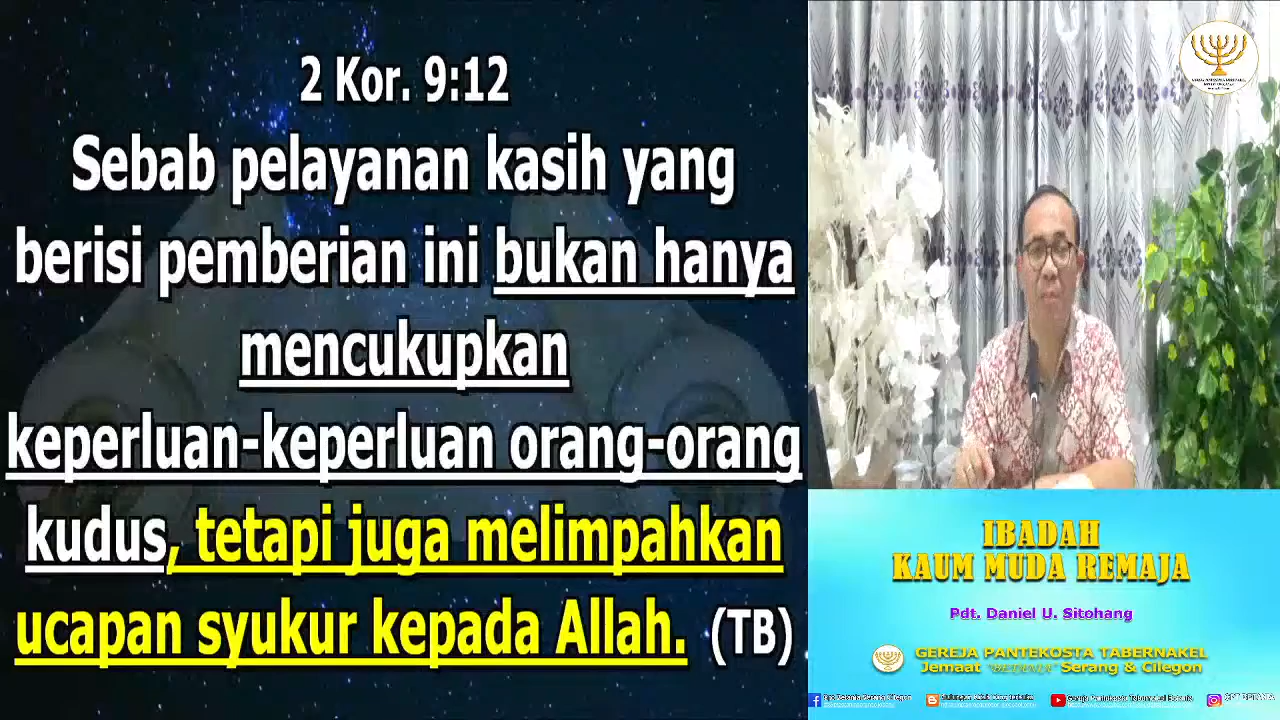 2 Kor. 9:12
Sebab pelayanan kasih yang
berisi pemberian ini bukan hanya
mencukupkan
keperluan-keperluan orang-orang
kudus, tetapi juga melimpahkan
ucapan syukur kepada Allah. (TB)
IBADAH
KAUM MUDA REMAJA
Pdt. Daniel U. Sitohang
GEREJA PANTEKOSTA TABERNAKEL
Jemaat "BETANIA" Serang & Cilegon